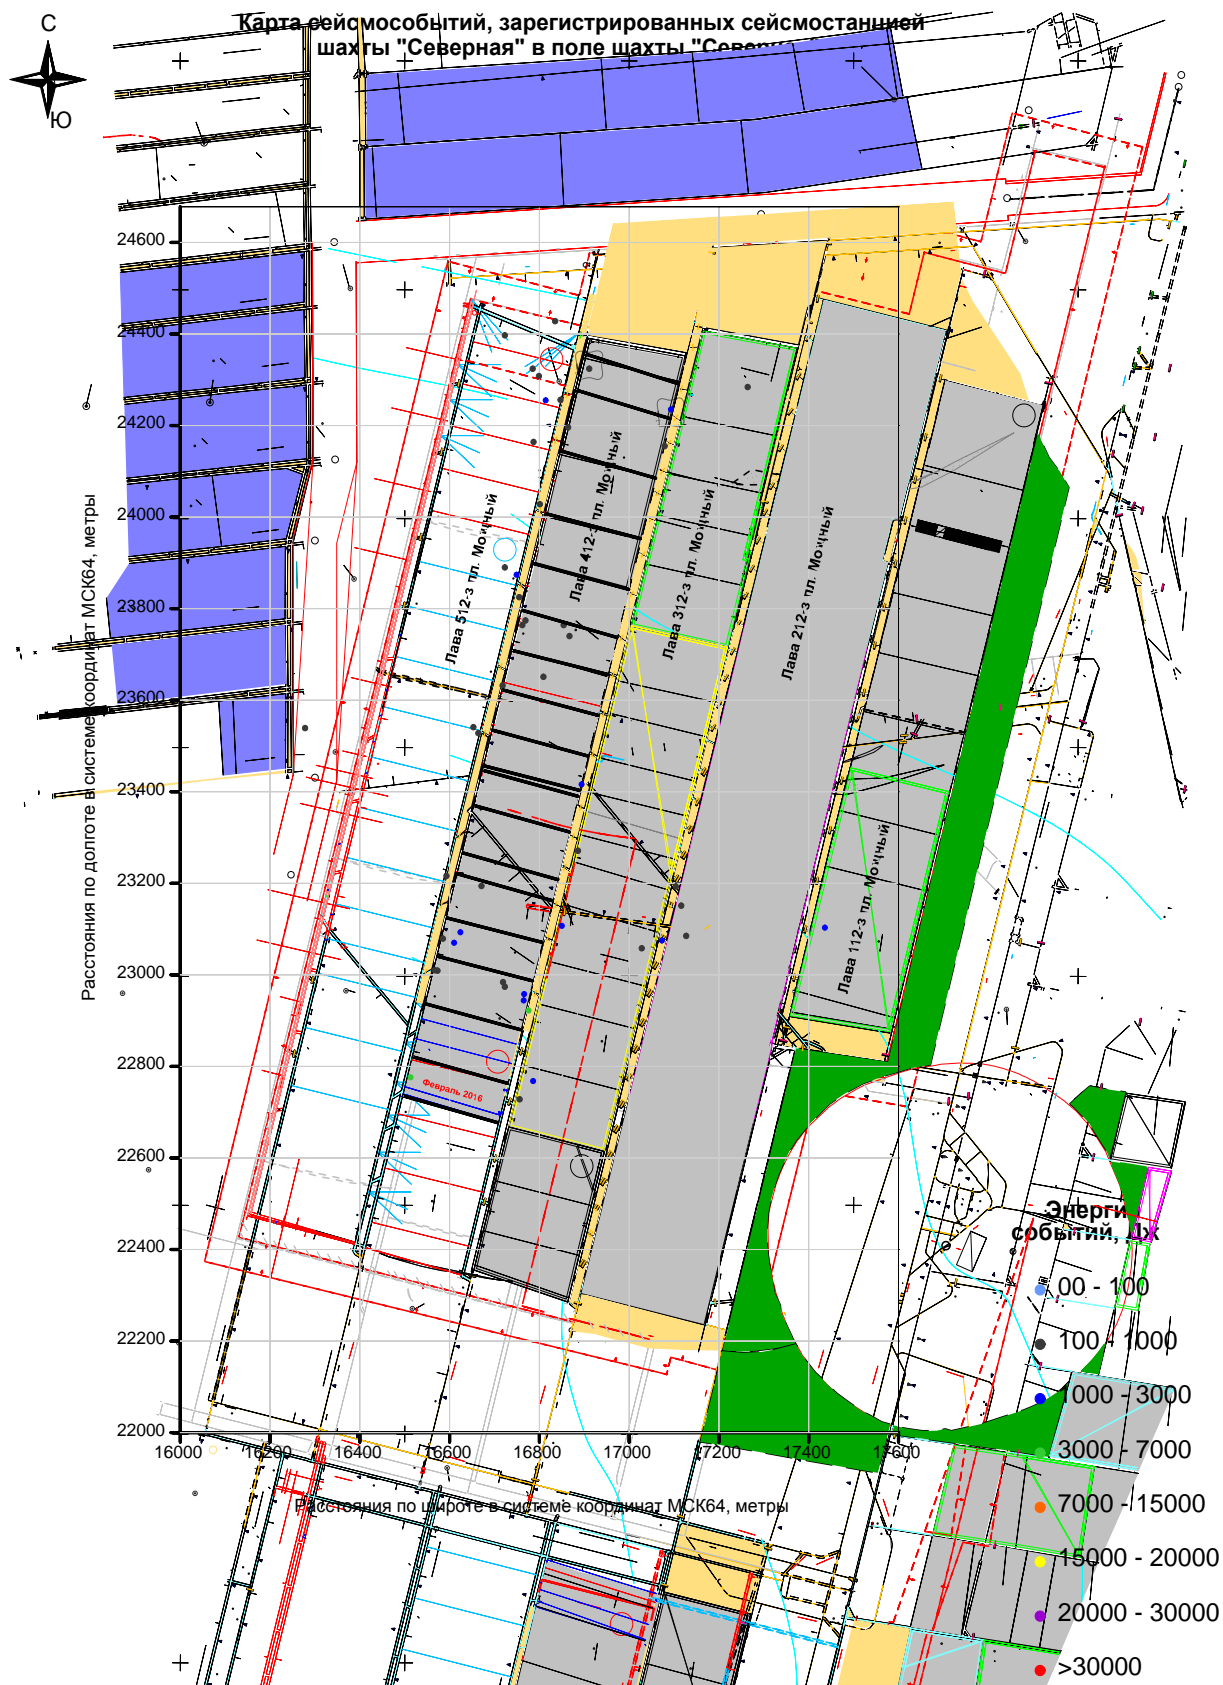 Карта сейсмособытий, зарегистрированных сейсмостанцией
шахты "Северная" в поле шахты
С
Ю
24600
24400
24200
24000
23800
23600
23400
23200
23000
22800
22600
22400
22200
22000
16000
16200
16400
16600
16800
17000
17200
17400
17600
Расстояния по долготе в системе координат МСК64, метры
Расстояния по широте в системе координат МСК64, метры
Лава 512-з пл. Мощный
Лава 412-з пл. Мощный
Лава 312-з пл. Мощный
Лава 212-з пл. Мощный
Лава 112-з пл. Мощный
Февраль 2016
Энерги
событий, Дж
00 - 100
100 - 1000
1000 - 3000
3000 - 7000
7000 - 15000
15000 - 20000
20000 - 30000
>30000